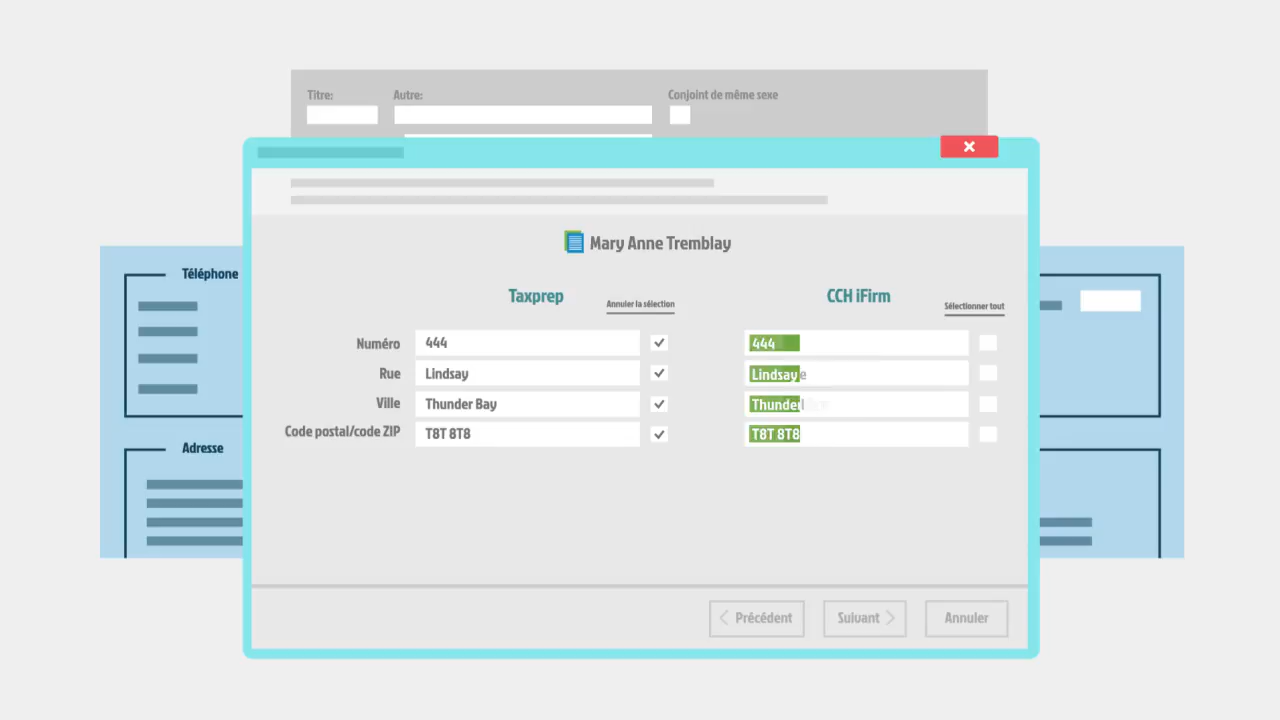 Titre: Autre: Conjoint de même sexe
Mary Anne Tremblay
Téléphone
Taxprep Annuler la sélection CCH iFirm Sélectionner tout
Numéro 444 444
Rue Lindsay Lindsay
Ville Thunder Bay Thunder
Code postal/code ZIP T8T 8T8 T8T 8T8
Adresse
Précédent Suivant Annuler